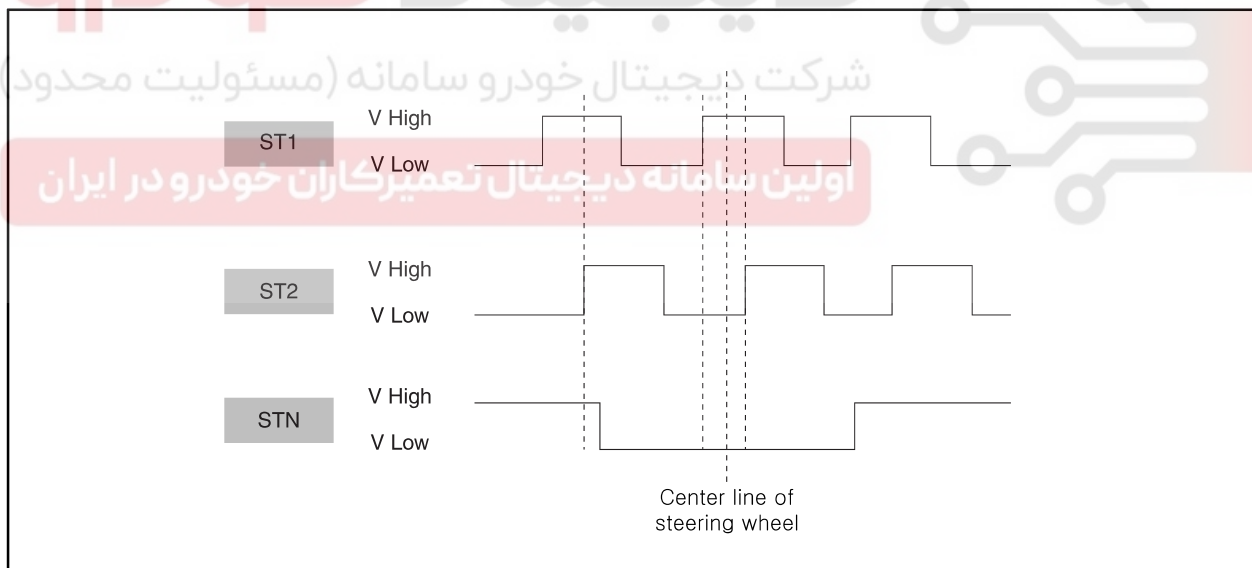 شرکت دیجیتال خودرو سامانه (مسئولیت محدود)
اولین سامانه دیجیتال تعمیرکاران خودرو در ایران
ST1
V High
V Low
ST2
V High
V Low
STN
V High
V Low
Center line of
steering wheel